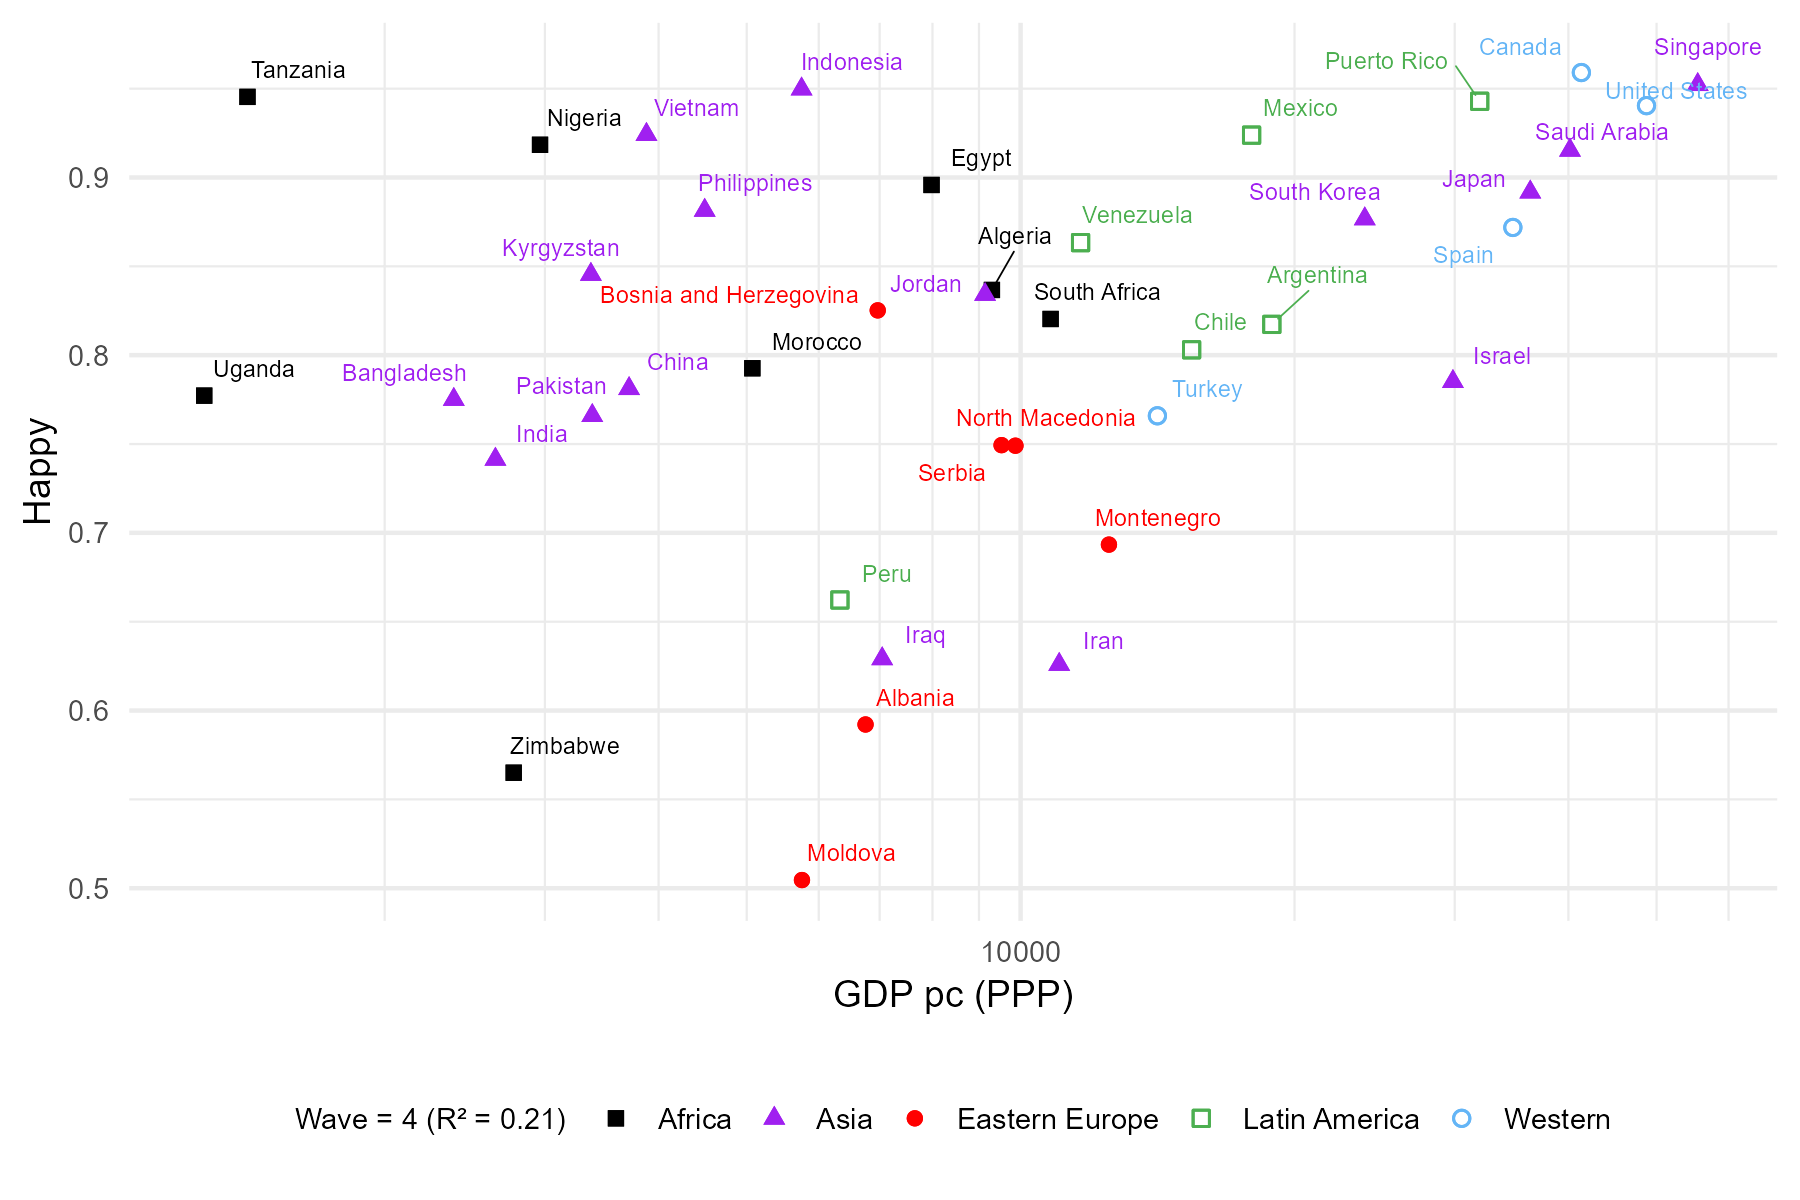 Canada
Singapore
Puerto Rico
Indonesia
Tanzania
United States
Vietnam
Mexico
Nigeria
Saudi Arabia
Egypt
0.9
Philippines
Japan
South Korea
Venezuela
Algeria
Kyrgyzstan
Spain
Argentina
Jordan
South Africa
Bosnia and Herzegovina
Chile
Morocco
0.8
Israel
China
Uganda
Bangladesh
Pakistan
Turkey
North Macedonia
India
Serbia
Happy
Montenegro
0.7
Peru
Iraq
Iran
Albania
0.6
Zimbabwe
Moldova
0.5
10000
GDP pc (PPP)
Wave = 4 (R² = 0.21) Africa Asia Eastern Europe Latin America Western